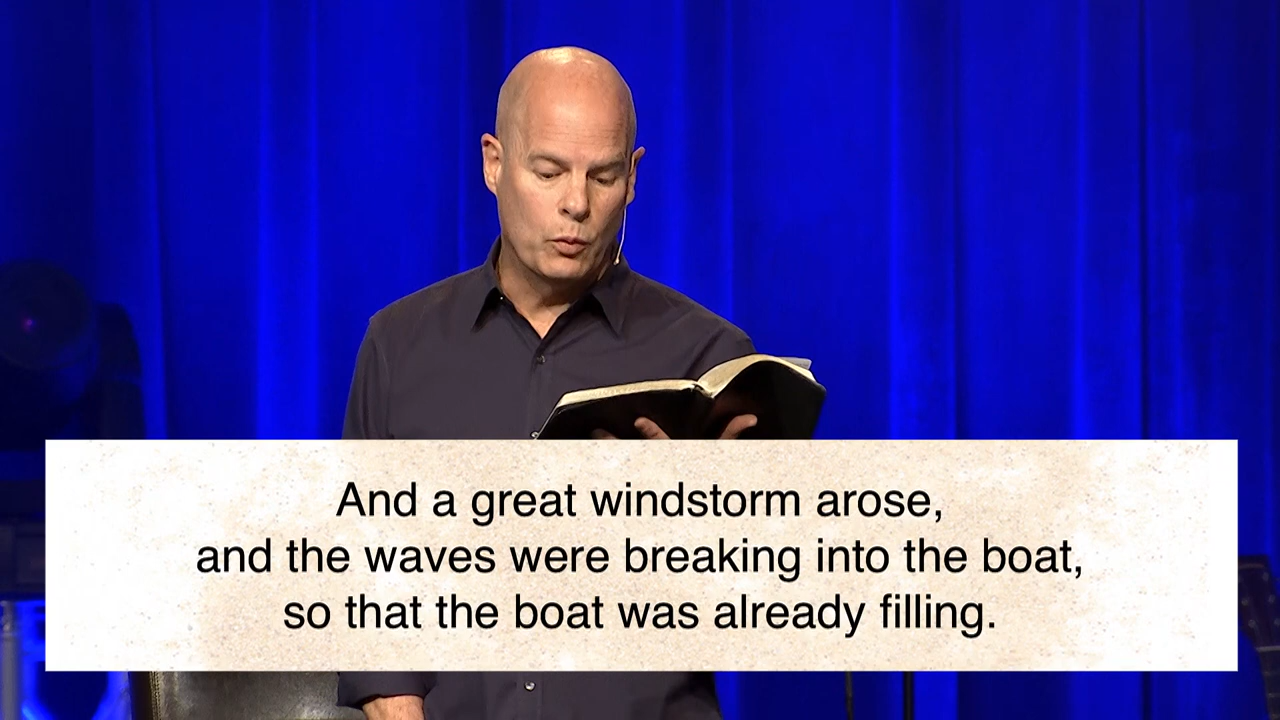 And a great windstorm arose,
and the waves were breaking into the boat,
so that the boat was already filling.